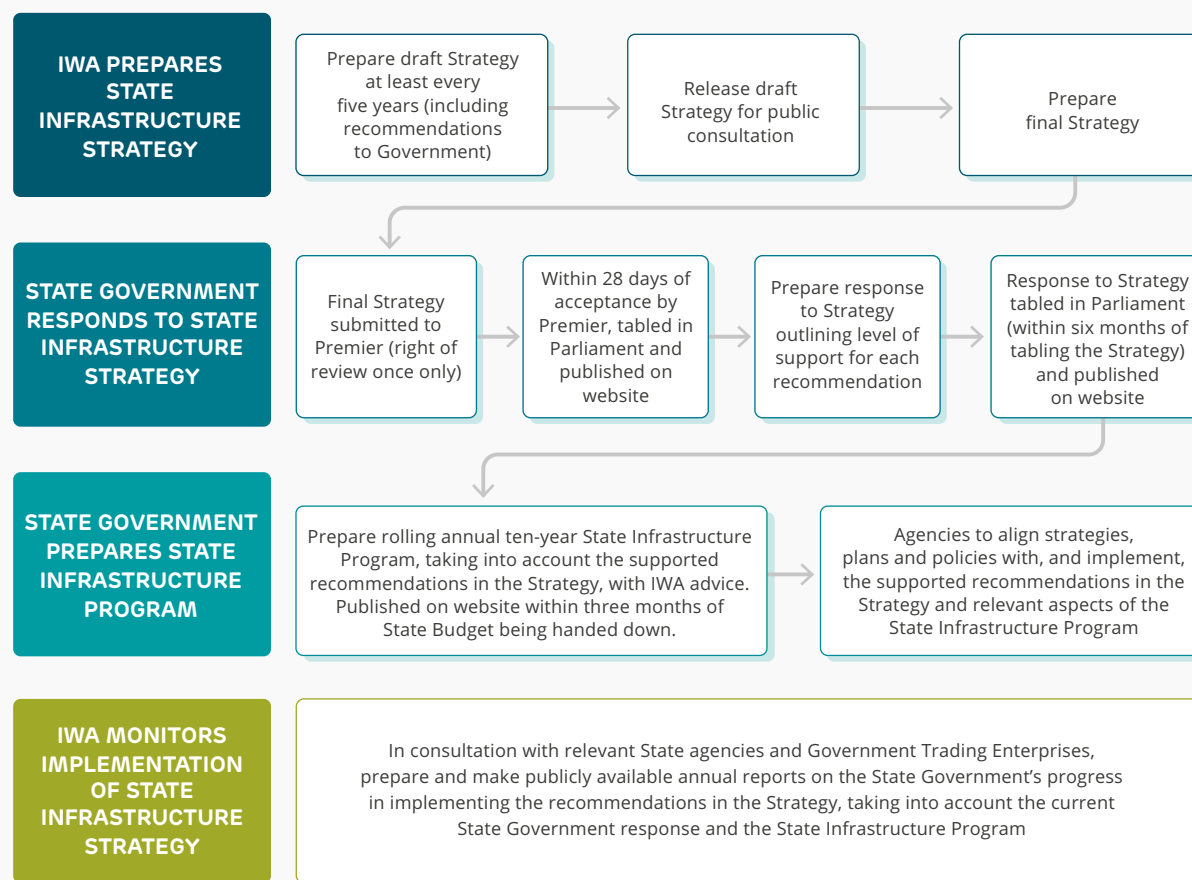 IWA PREPARES
STATE
INFRASTRUCTURE
STRATEGY
Prepare draft Strategy
at least every
five years (including
recommendations
to Government)
Release draft
Strategy for public
consultation
Prepare
final Strategy
STATE GOVERNMENT
RESPONDS TO STATE
INFRASTRUCTURE
STRATEGY
Final Strategy
submitted to
Premier (right of
review once only)
Within 28 days of
acceptance by
Premier, tabled in
Parliament and
published on
website
Prepare response
to Strategy
outlining level of
support for each
recommendation
Response to Strategy
tabled in Parliament
(within six months of
tabling the Strategy)
and published
on website
STATE GOVERNMENT
PREPARES STATE
INFRASTRUCTURE
PROGRAM
Prepare rolling annual ten-year State Infrastructure
Program, taking into account the supported
recommendations in the Strategy, with IWA advice.
Published on website within three months of
State Budget being handed down.
Agencies to align strategies,
plans and policies with, and implement,
the supported recommendations in the
Strategy and relevant aspects of the
State Infrastructure Program
IWA MONITORS
IMPLEMENTATION
OF STATE
INFRASTRUCTURE
STRATEGY
In consultation with relevant State agencies and Government Trading Enterprises,
prepare and make publicly available annual reports on the State Government’s progress
in implementing the recommendations in the Strategy, taking into account the current
State Government response and the State Infrastructure Program